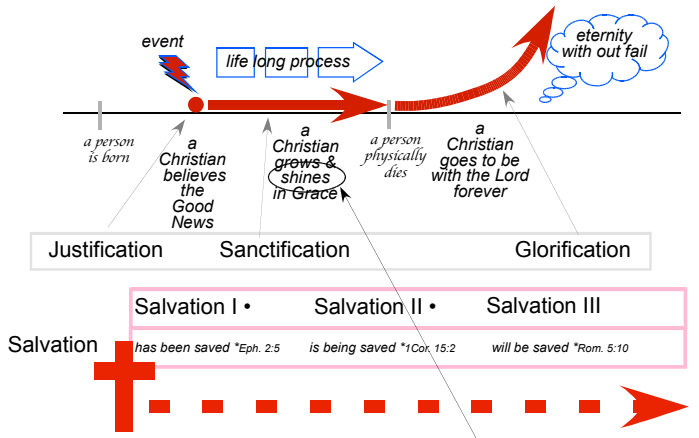 event
life long process
eternity
with out fail
a person
is born
a
Christian
believes
the
Good
News
a
Christian
grows &
shines
in Grace
a person
physically
dies
a
Christian
goes to be
with the Lord
forever
Justification
Sanctification
Glorification
Salvation I •
Salvation II •
Salvation III
Salvation
has been saved *Eph. 2:5
is being saved *1Cor. 15:2
will be saved *Rom. 5:10